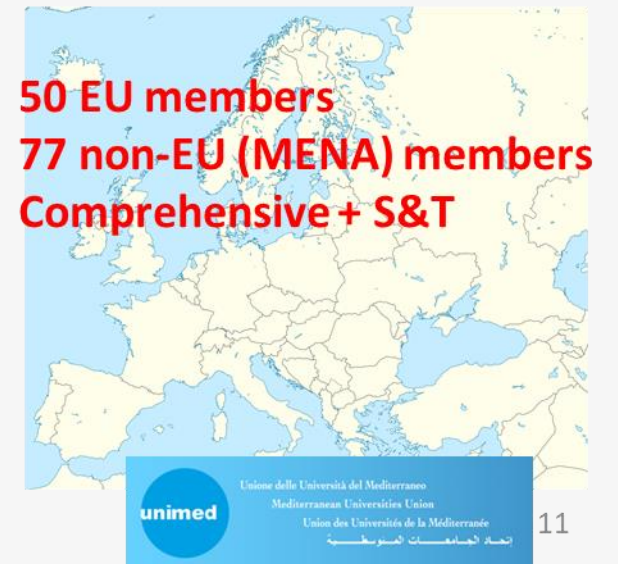 50 EU members
77 non-EU (MENA) members
Comprehensive + S&T
unimed
Unione delle Università del Mediterraneo
Mediterranean Universities Union
Union des Universités de la Méditerranée
إتحاد الجامعات المتوسطية
11